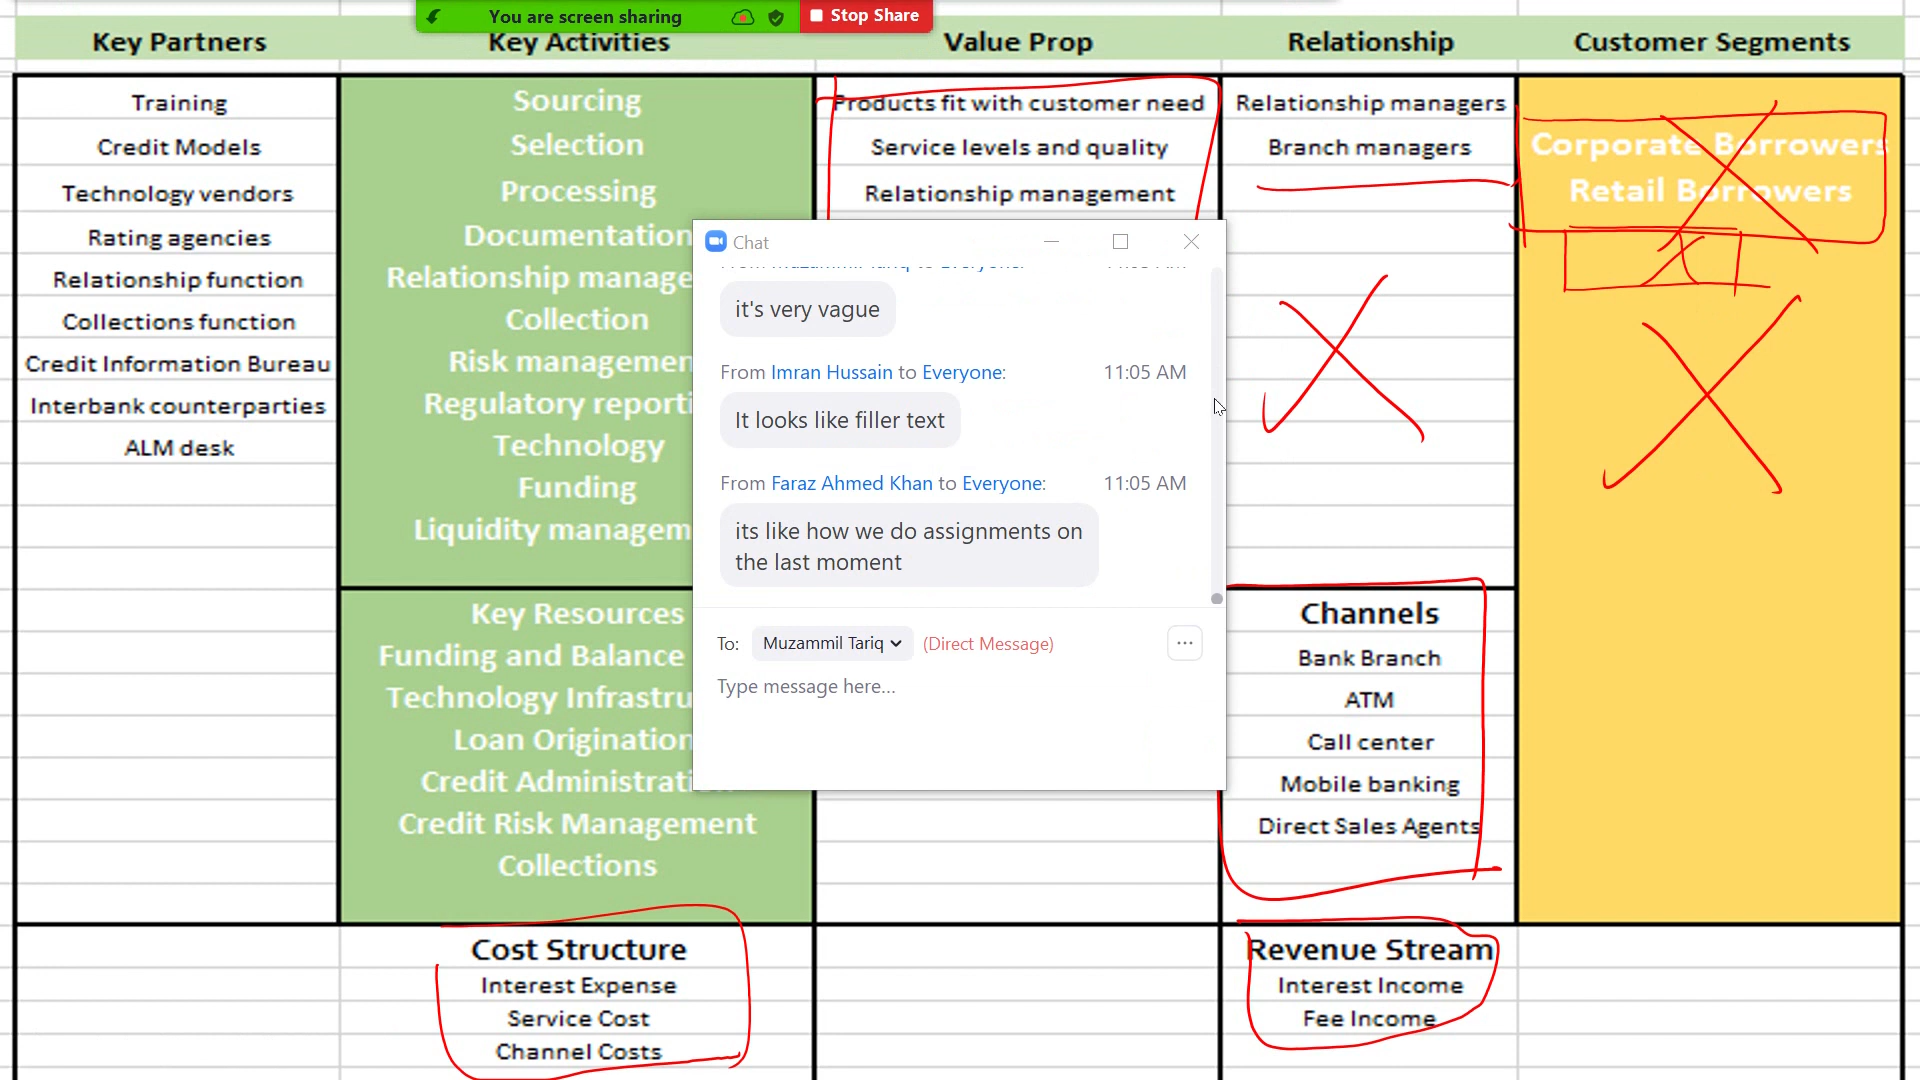 You are screen sharing
Stop Share
Key Partners
Key Activities
Value Prop
Relationship
Customer Segments
Training
Credit Models
Technology vendors
Rating agencies
Relationship function
Collections function
Credit Information Bureau
Interbank counterparties
ALM desk
Sourcing
Selection
Processing
Documentation
Relationship manage
Collection
Risk managemen
Regulatory reporti
Technology
Funding
Liquidity managem
Key Resources
Funding and Balance
Technology Infrastru
Loan Origination
Credit Administrati
Credit Risk Management
Collections
Products fit with customer need
Service levels and quality
Relationship management
Relationship managers
Branch managers
Corporate Borrowers
Retail Borrowers
Chat
it's very vague
From Imran Hussain to Everyone: 11:05 AM
It looks like filler text
From Faraz Ahmed Khan to Everyone: 11:05 AM
its like how we do assignments on
the last moment
To: Muzammil Tariq (Direct Message)
Type message here...
Channels
Bank Branch
ATM
Call center
Mobile banking
Direct Sales Agents
Cost Structure
Interest Expense
Service Cost
Channel Costs
Revenue Stream
Interest Income
Fee Income